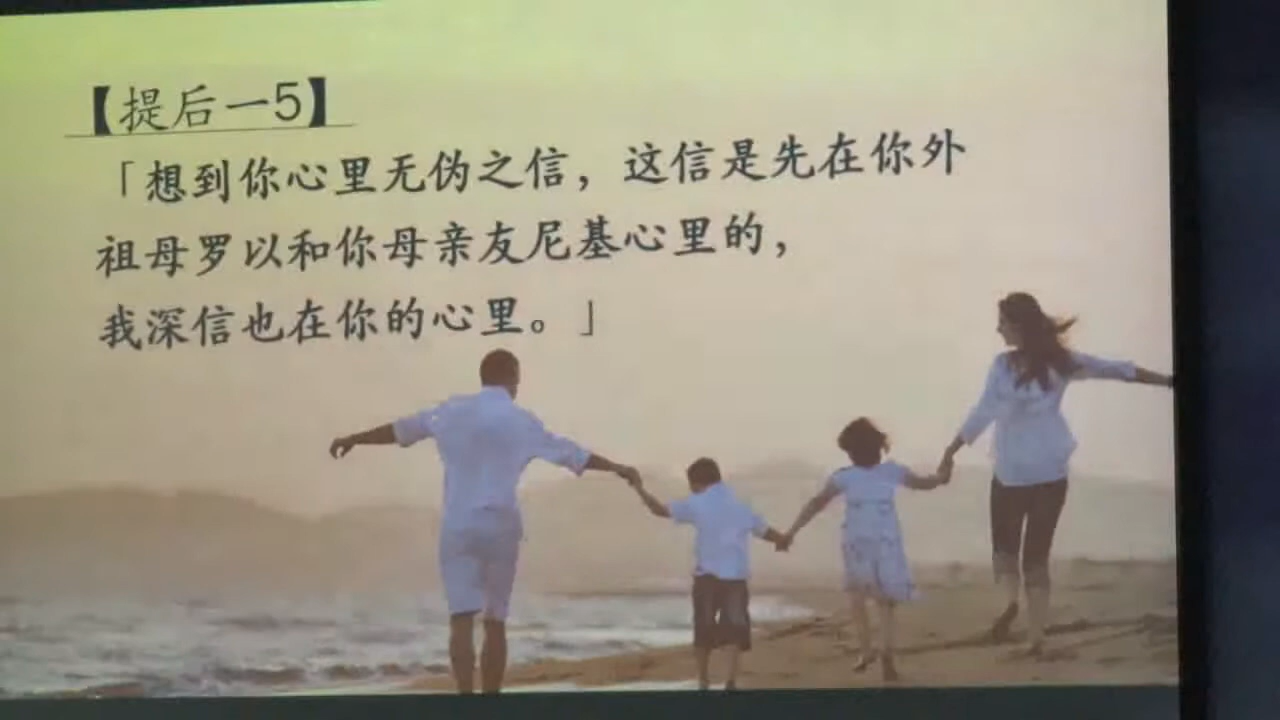 【提后一5】
「想到你心里无伪之信，这信是先在你外
祖母罗以和你母亲友尼基心里的，
我深信也在你的心里。」